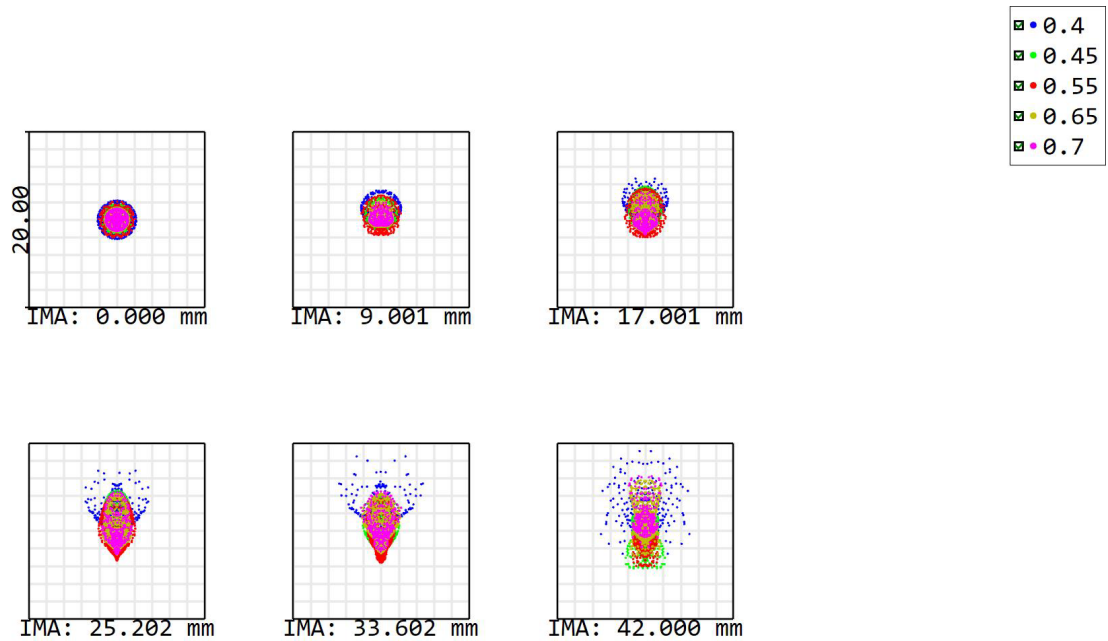 0.4
0.45
0.55
0.65
0.7
20.00
IMA: 0.000 mm
IMA: 9.001 mm
IMA: 17.001 mm
IMA: 25.202 mm
IMA: 33.602 mm
IMA: 42.000 mm